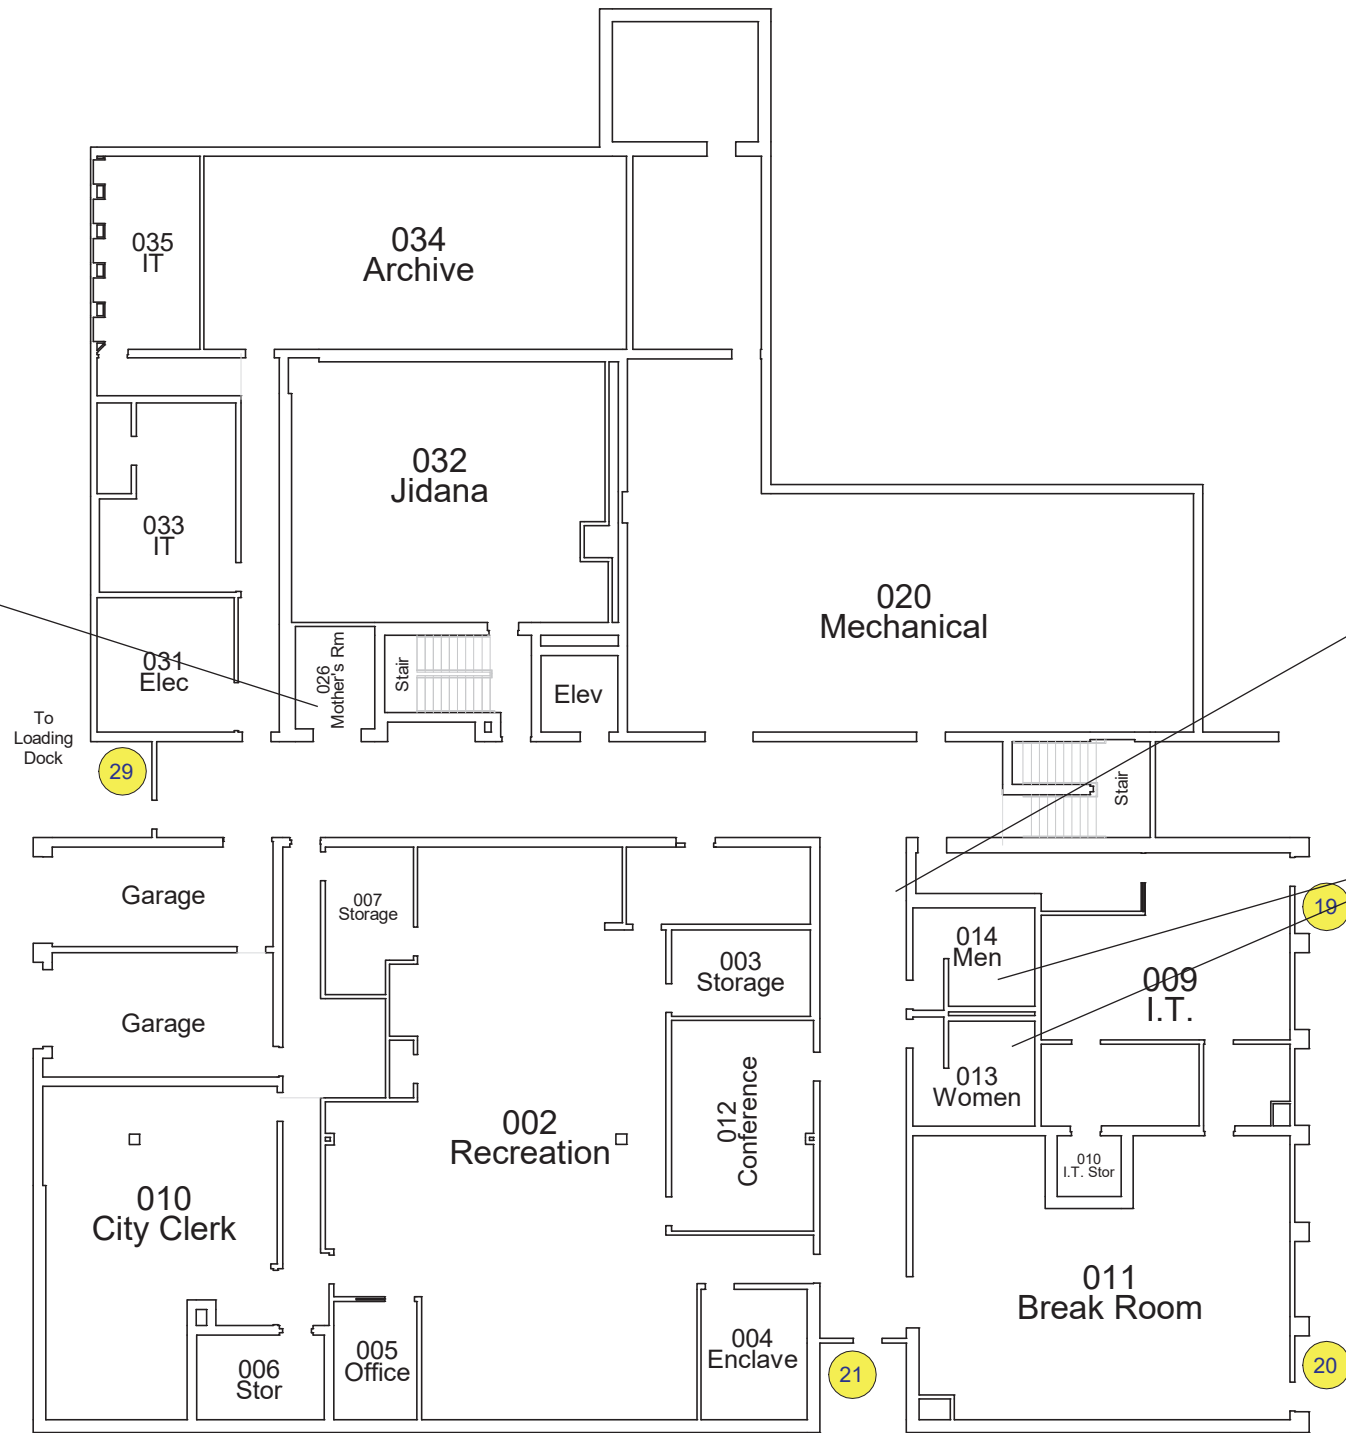 035
IT
034
Archive
032
Jidana
033
IT
020
Mechanical
031
Elec
026
Mother's Rm
Stair
Elev
To
Loading
Dock
29
Stair
Garage
007
Storage
19
014
Men
003
Storage
009
I.T.
Garage
013
Women
012
Conference
002
Recreation
010
I.T. Stor
010
City Clerk
011
Break Room
004
Enclave
005
Office
006
Stor
21
20